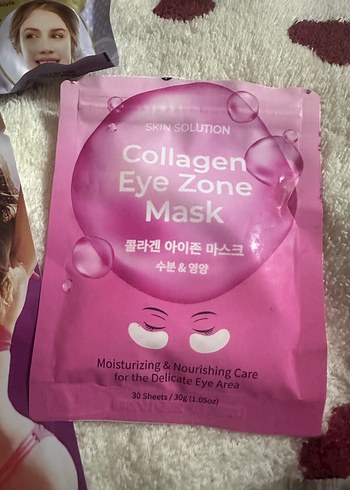 SKIN SOLUTION
Collagen
Eye Zone
Mask
콜라겐 아이존 마스크
수분 & 영양
Moisturizing & Nourishing Care
for the Delicate Eye Area
30 Sheets / 30g (1.05oz)